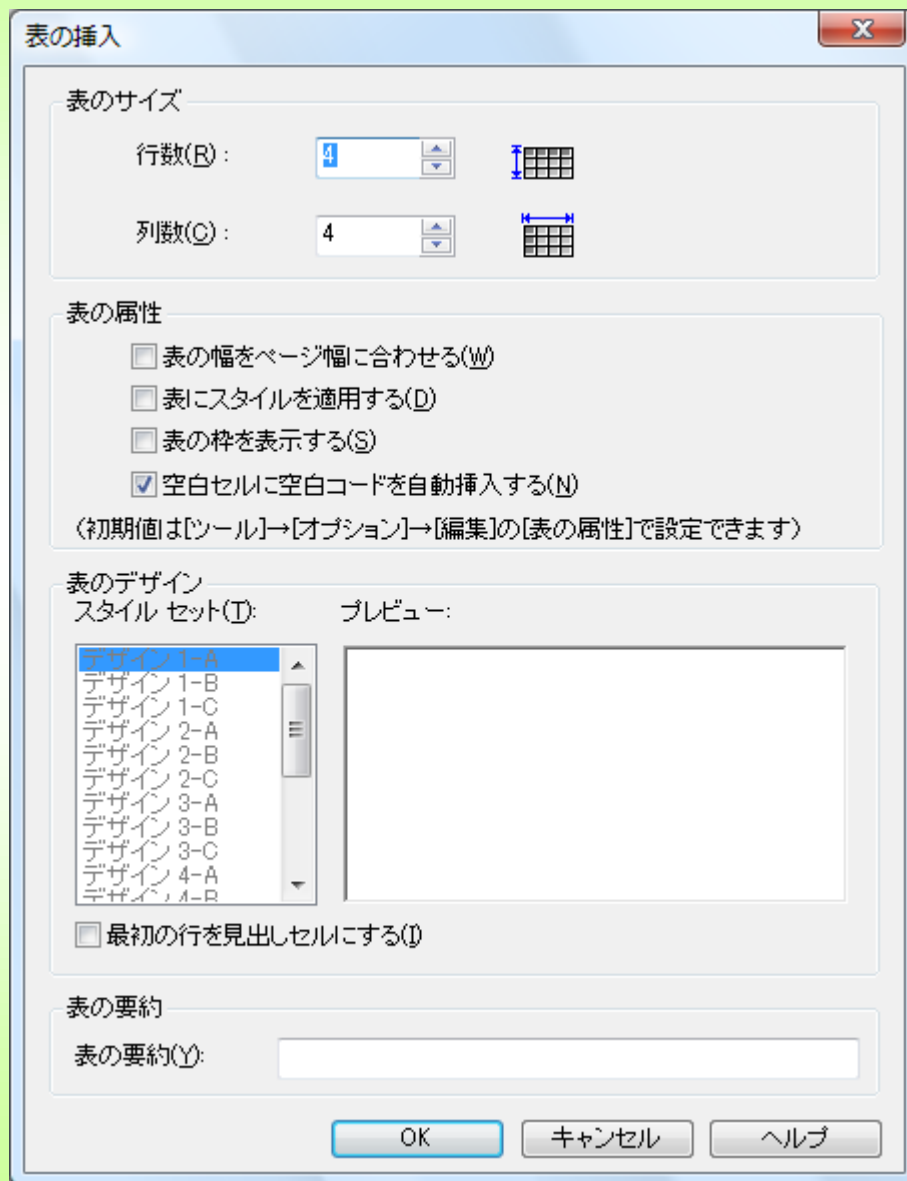 表の挿入
表のサイズ
行数(R)：
4
列数(C)：
4
表の属性
表の幅をページ幅に合わせる(W)
表にスタイルを適用する(D)
表の枠を表示する(S)
空白セルに空白コードを自動挿入する(N)
（初期値は[ツール]→[オプション]→[編集]の[表の属性]で設定できます）
表のデザイン
スタイル セット(T): プレビュー:
デザイン 1-A
デザイン 1-B
デザイン 1-C
デザイン 2-A
デザイン 2-B
デザイン 2-C
デザイン 3-A
デザイン 3-B
デザイン 3-C
デザイン 4-A
デザイン 4-B
最初の行を見出しセルにする(I)
表の要約
表の要約(Y):
OK キャンセル ヘルプ